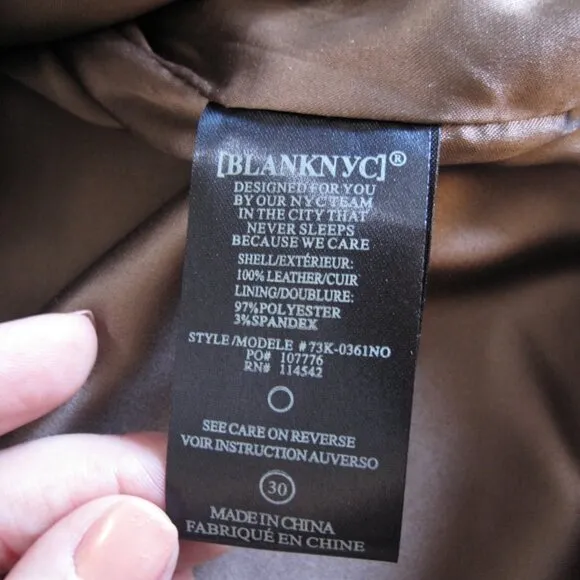 [BLANKNYC]®
DESIGNED FOR YOU
BY OUR NYC TEAM
IN THE CITY THAT
NEVER SLEEPS
BECAUSE WE CARE
SHELL/EXTÉRIEUR:
100% LEATHER/CUIR
LINING/DOUBLURE:
97%POLYESTER
3%SPANDEX
STYLE/MODELE #73K-0361NO
PO# 107776
RN# 114542
SEE CARE ON REVERSE
VOIR INSTRUCTION AUVERSO
30
MADE IN CHINA
FABRIQUÉ EN CHINE